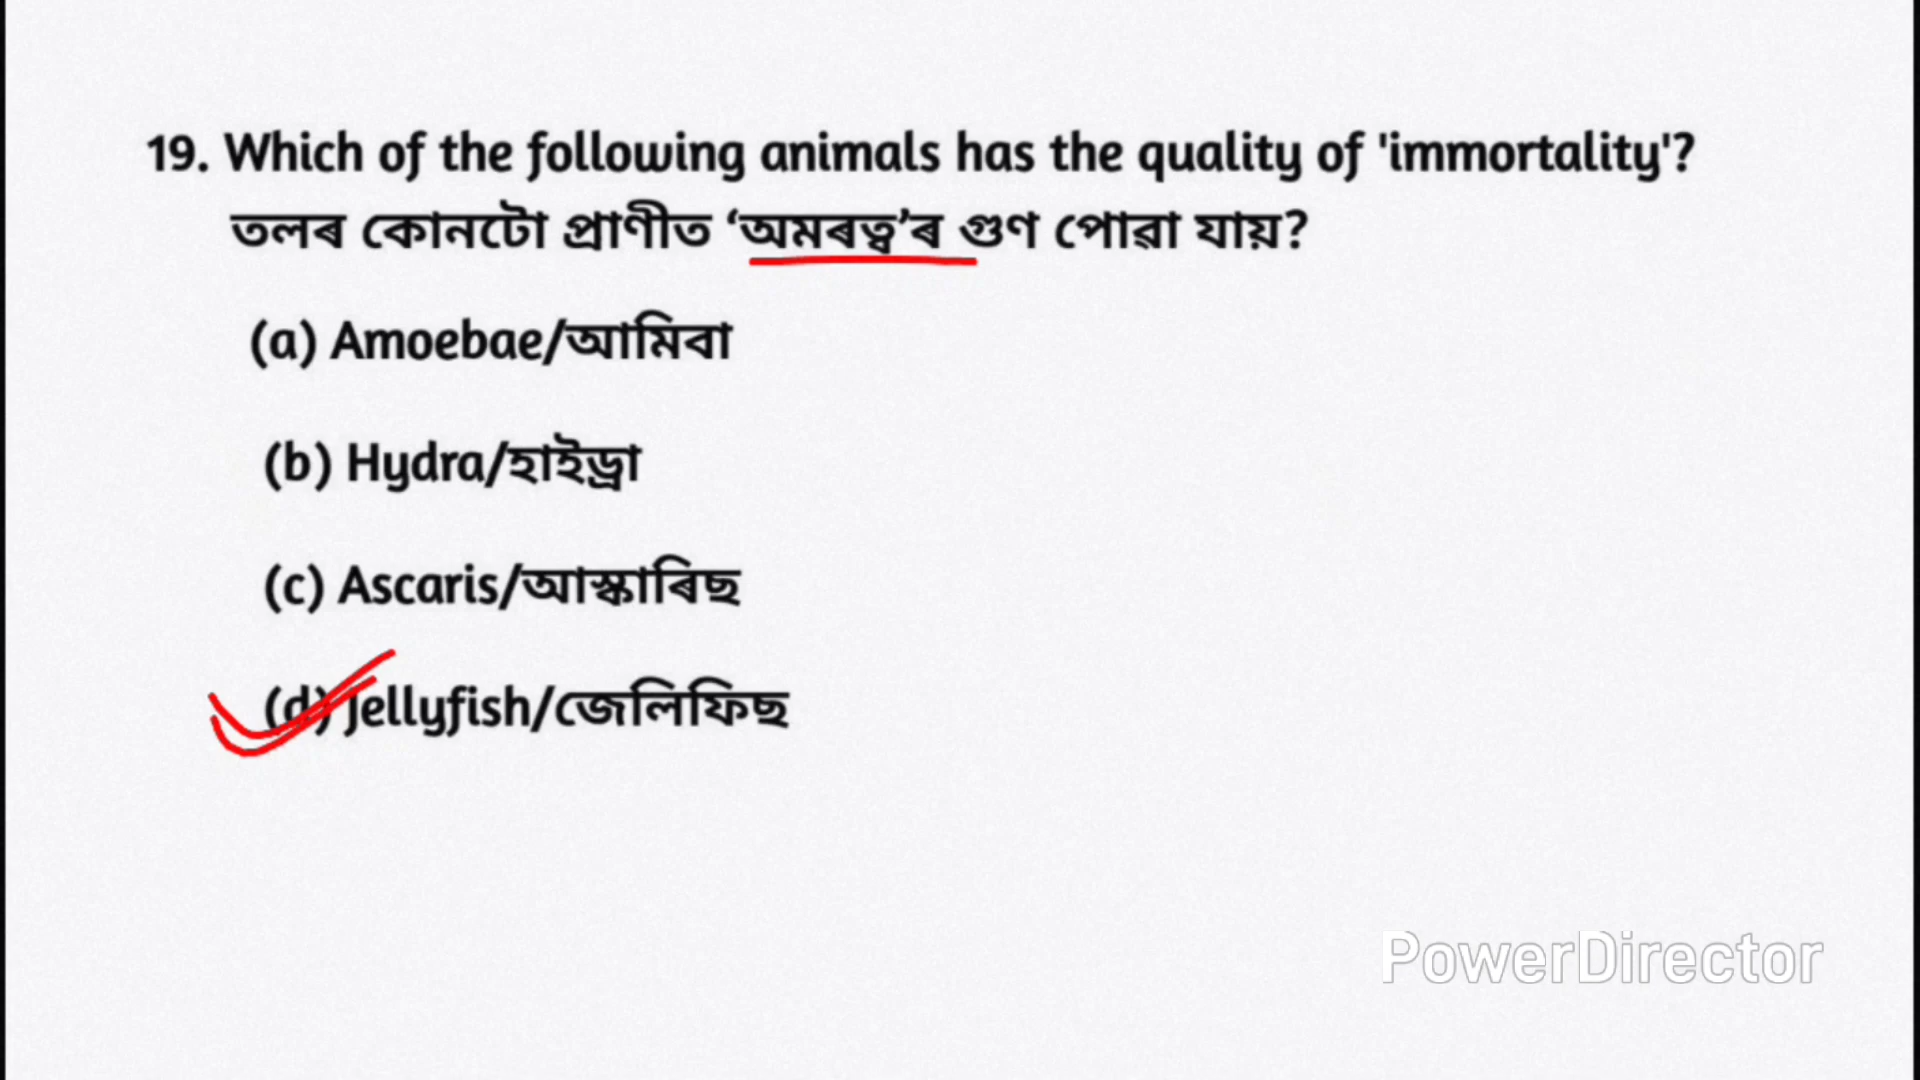 19. Which of the following animals has the quality of 'immortality'?
তলৰ কোনটো প্ৰাণীত ‘অমৰত্ব’ৰ গুণ পোৱা যায়?
(a) Amoebae/আমিবা
(b) Hydra/হাইড্ৰা
(c) Ascaris/আস্কাৰিছ
(d) Jellyfish/জেলিফিছ
PowerDirector